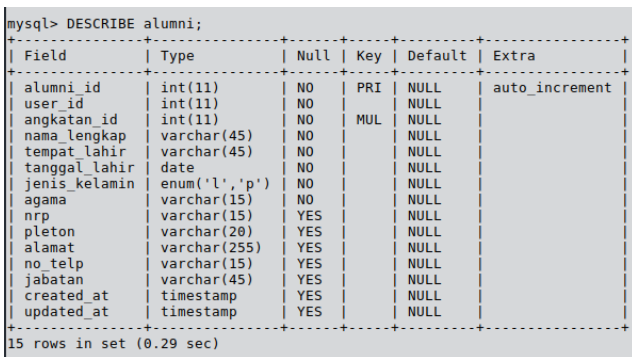 mysql> DESCRIBE alumni;
+---------------+---------------+------+-----+---------+----------------+
| Field         | Type          | Null | Key | Default | Extra          |
+---------------+---------------+------+-----+---------+----------------+
| alumni_id     | int(11)       | NO   | PRI | NULL    | auto_increment |
| user_id       | int(11)       | NO   |     | NULL    |                |
| angkatan_id   | int(11)       | NO   | MUL | NULL    |                |
| nama_lengkap  | varchar(45)   | NO   |     | NULL    |                |
| tempat_lahir  | varchar(45)   | NO   |     | NULL    |                |
| tanggal_lahir | date          | NO   |     | NULL    |                |
| jenis_kelamin | enum('l','p') | NO   |     | NULL    |                |
| agama         | varchar(15)   | NO   |     | NULL    |                |
| nrp           | varchar(15)   | YES  |     | NULL    |                |
| pleton        | varchar(20)   | YES  |     | NULL    |                |
| alamat        | varchar(255)  | YES  |     | NULL    |                |
| no_telp       | varchar(15)   | YES  |     | NULL    |                |
| jabatan       | varchar(45)   | YES  |     | NULL    |                |
| created_at    | timestamp     | YES  |     | NULL    |                |
| updated_at    | timestamp     | YES  |     | NULL    |                |
+---------------+---------------+------+-----+---------+----------------+
15 rows in set (0.29 sec)